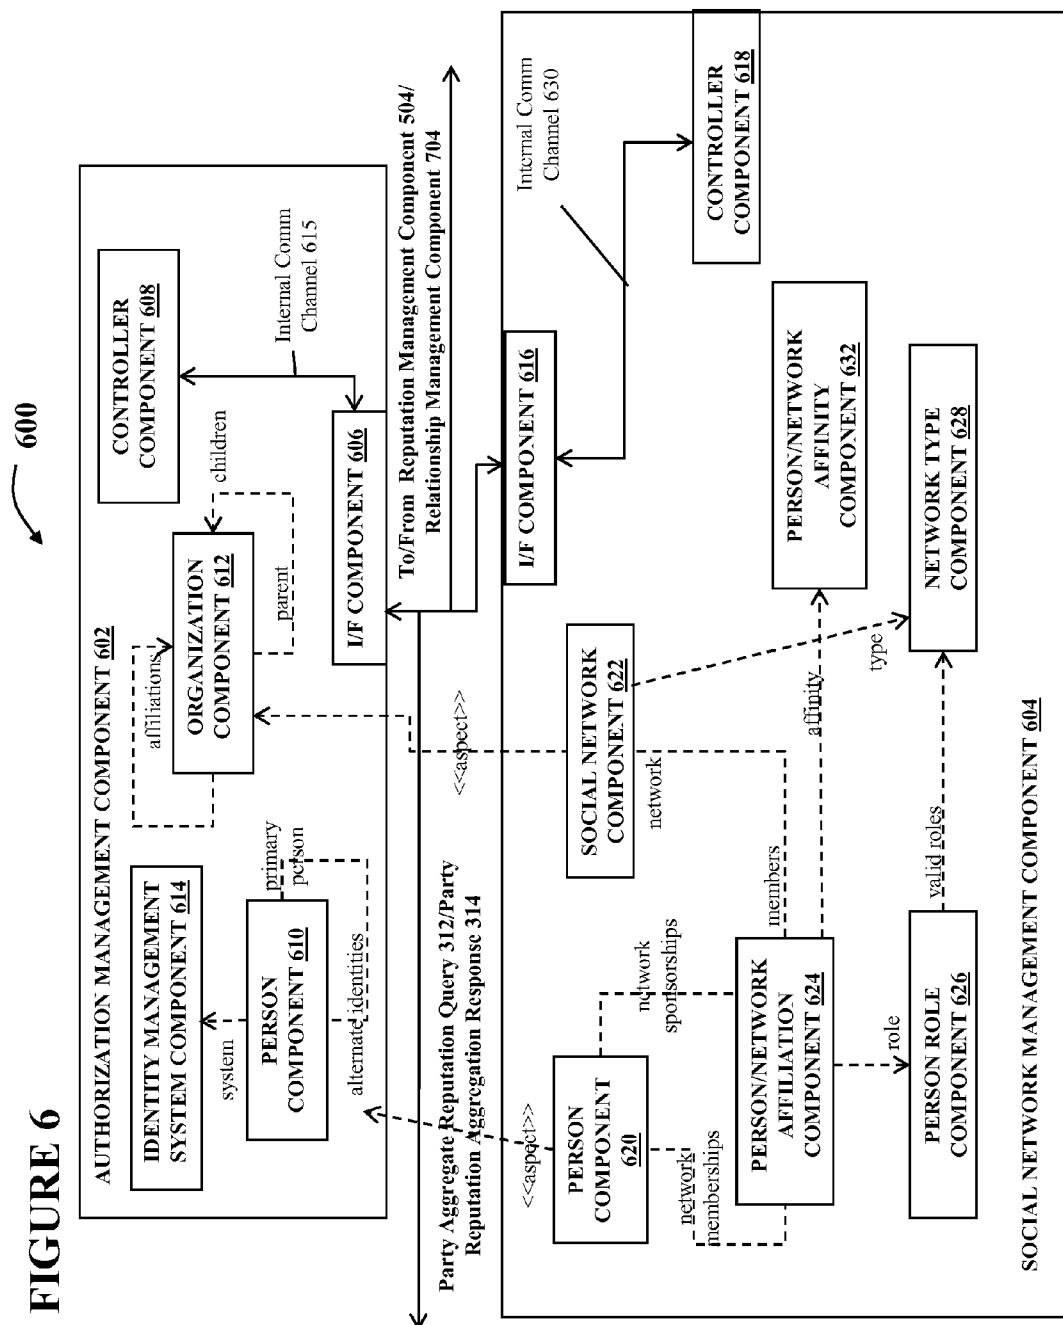 FIGURE 6
600
AUTHORIZATION MANAGEMENT COMPONENT 602
IDENTITY MANAGEMENT
SYSTEM COMPONENT 614
system
PERSON
COMPONENT 610
primary
person
alternate identities
affiliations
ORGANIZATION
COMPONENT 612
children
parent
CONTROLLER
COMPONENT 608
Internal Comm
Channel 615
I/F COMPONENT 606
To/From Reputation Management Component 504/
Relationship Management Component 704
Party Aggregate Reputation Query 312/Party
Reputation Aggregation Response 314
<<aspect>>
<<aspect>>
PERSON
COMPONENT
620
network
memberships
network
sponsorships
SOCIAL NETWORK
COMPONENT 622
network
members
I/F COMPONENT 616
Internal Comm
Channel 630
CONTROLLER
COMPONENT 618
PERSON/NETWORK
AFFILIATION
COMPONENT 624
affinity
PERSON/NETWORK
AFFINITY
COMPONENT 632
role
type
PERSON ROLE
COMPONENT 626
valid roles
NETWORK TYPE
COMPONENT 628
SOCIAL NETWORK MANAGEMENT COMPONENT 604